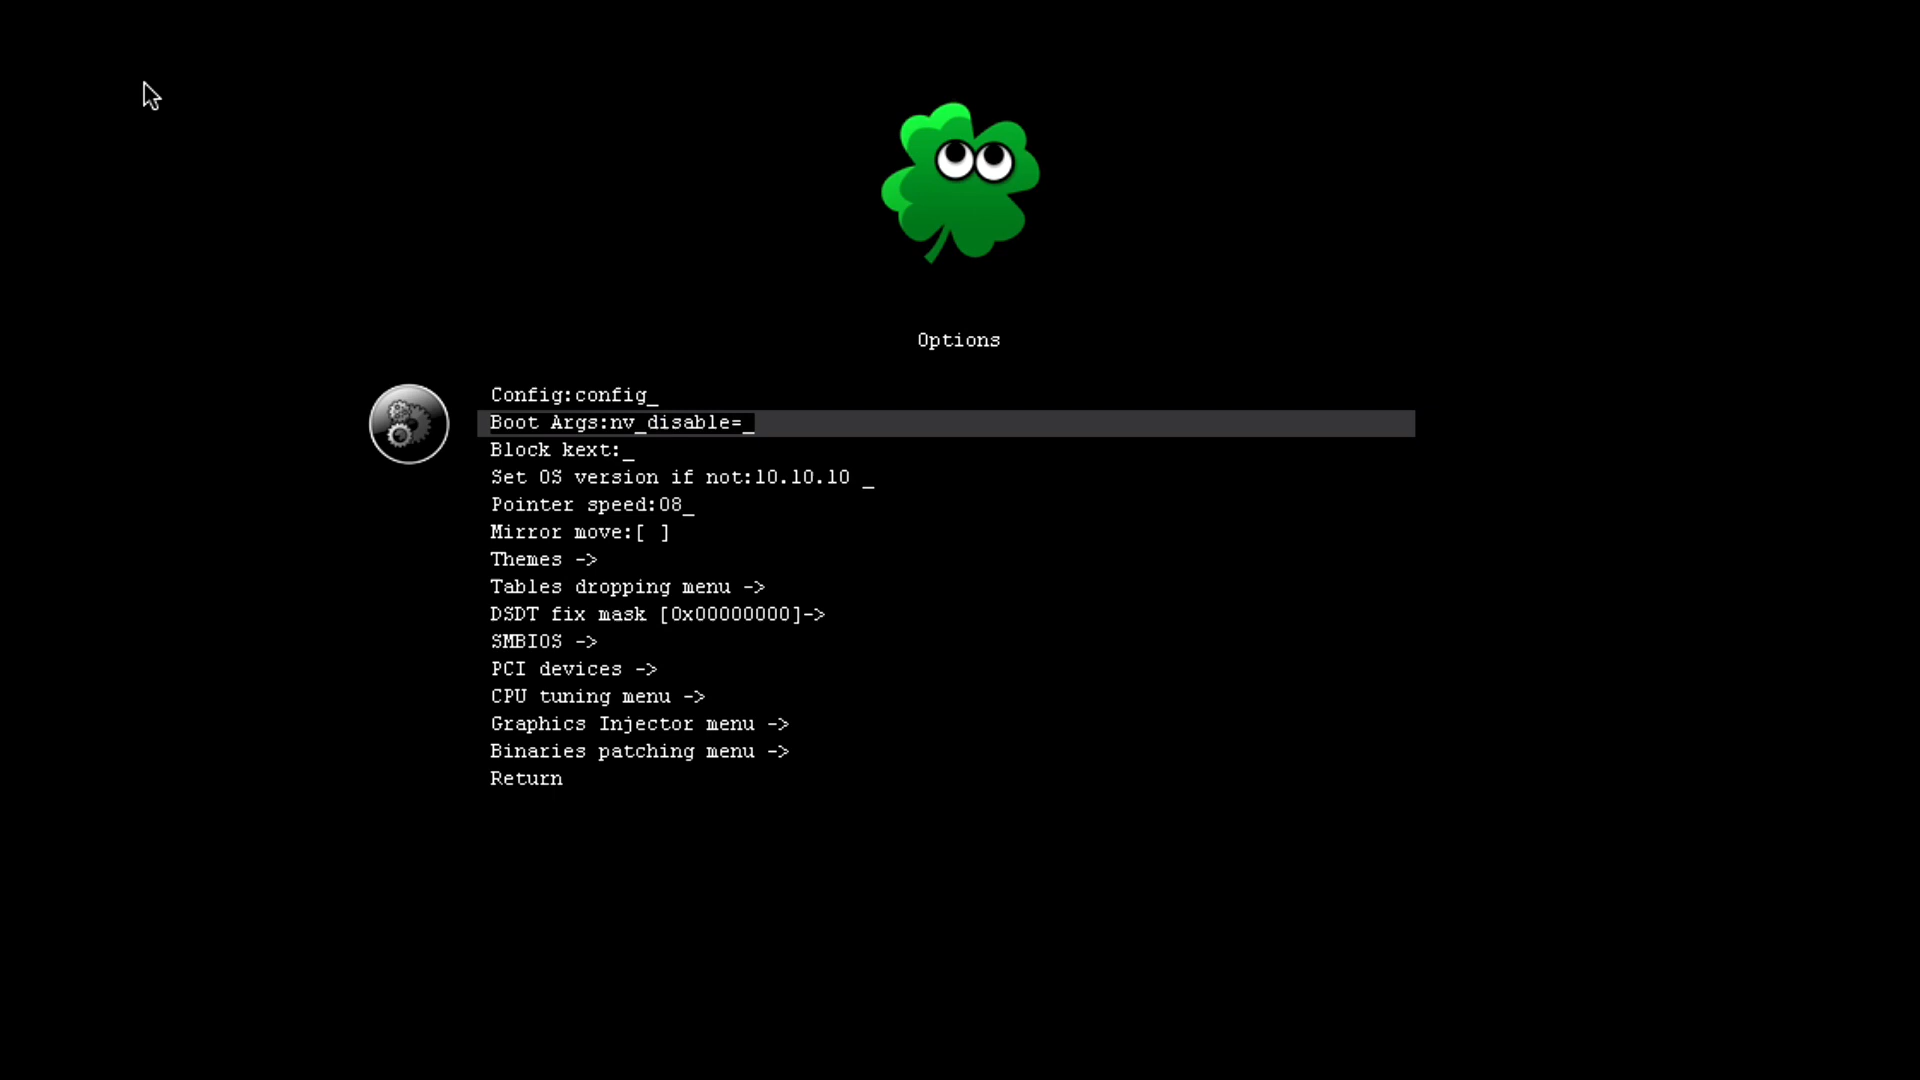 Options
Config:config_
Boot Args:nv_disable=_
Block kext:_
Set OS version if not:10.10.10 _
Pointer speed:08_
Mirror move:[ ]
Themes ->
Tables dropping menu ->
DSDT fix mask [0x00000000]->
SMBIOS ->
PCI devices ->
CPU tuning menu ->
Graphics Injector menu ->
Binaries patching menu ->
Return